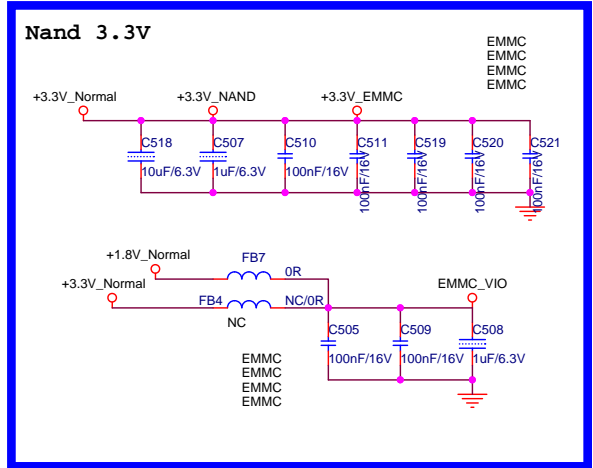 Nand 3.3V
EMMC
EMMC
EMMC
EMMC
+3.3V_Normal
+3.3V_NAND
+3.3V_EMMC
C518
C507
C510
C511
C519
C520
C521
10uF/6.3V
1uF/6.3V
100nF/16V
100nF/16V
100nF/16V
100nF/16V
100nF/16V
+1.8V_Normal
FB7
0R
+3.3V_Normal
EMMC_VIO
FB4
NC/0R
NC
C505
C509
C508
100nF/16V
100nF/16V
1uF/6.3V
EMMC
EMMC
EMMC
EMMC